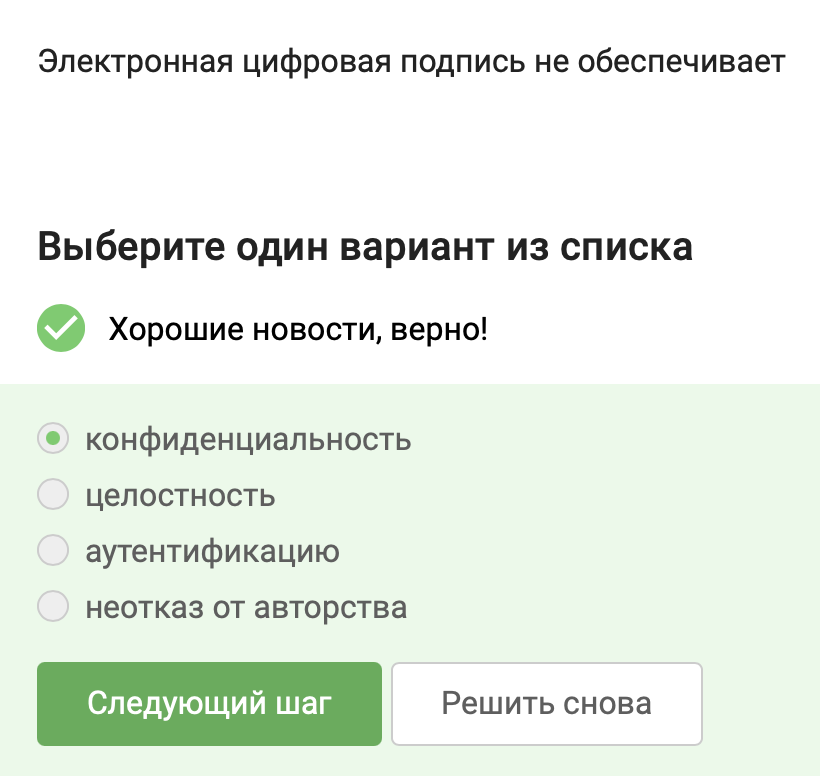 Электронная цифровая подпись не обеспечивает
Выберите один вариант из списка
Хорошие новости, верно!
конфиденциальность
целостность
аутентификацию
неотказ от авторства
Следующий шаг
Решить снова